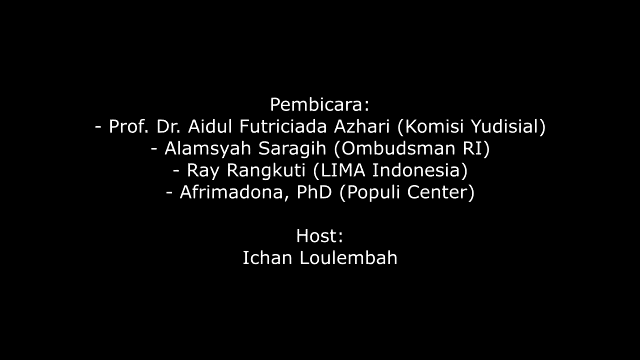 Pembicara:
- Prof. Dr. Aidul Futriciada Azhari (Komisi Yudisial)
- Alamsyah Saragih (Ombudsman RI)
- Ray Rangkuti (LIMA Indonesia)
- Afrimadona, PhD (Populi Center)
Host:
Ichan Loulembah